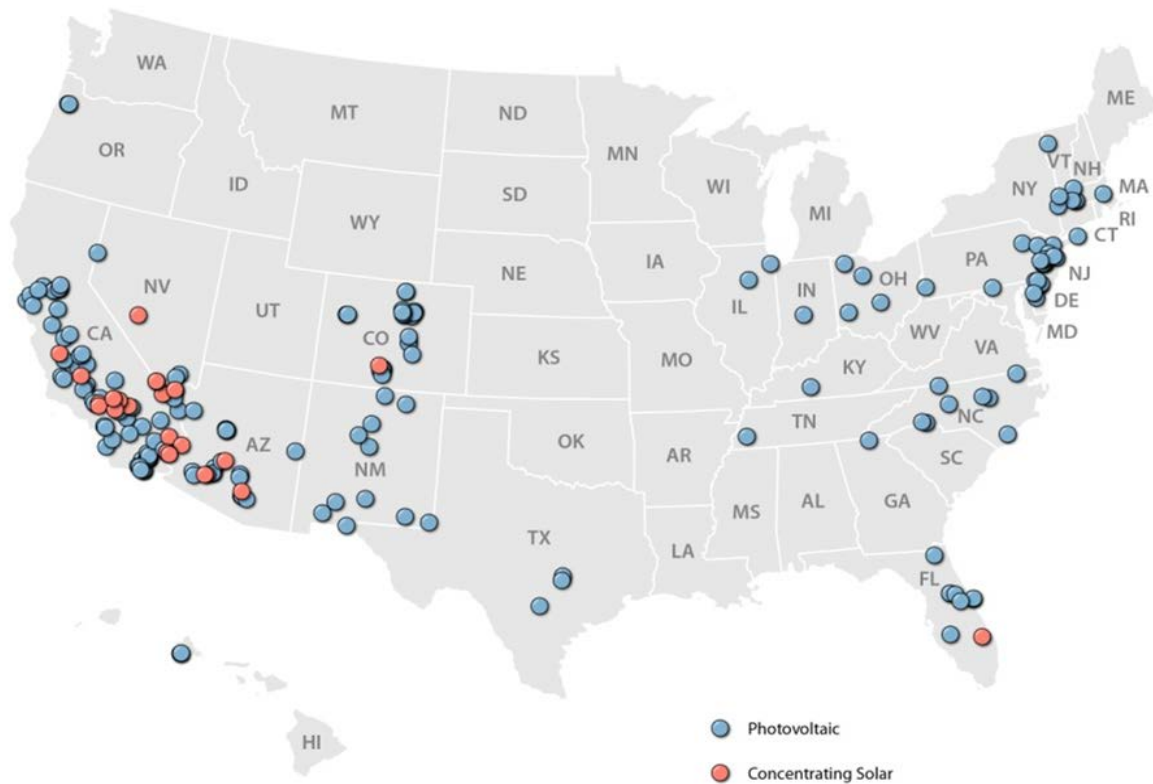 WA
MT
ND
ME
OR
MN
VT
NH
ID
SD
WI
NY
MA
WY
MI
RI
CT
IA
PA
NE
NJ
NV
OH
IN
UT
IL
DE
CA
CO
WV
MD
KS
MO
VA
KY
NC
TN
AZ
OK
NM
AR
SC
MS
AL
GA
TX
LA
FL
HI
Photovoltaic
Concentrating Solar